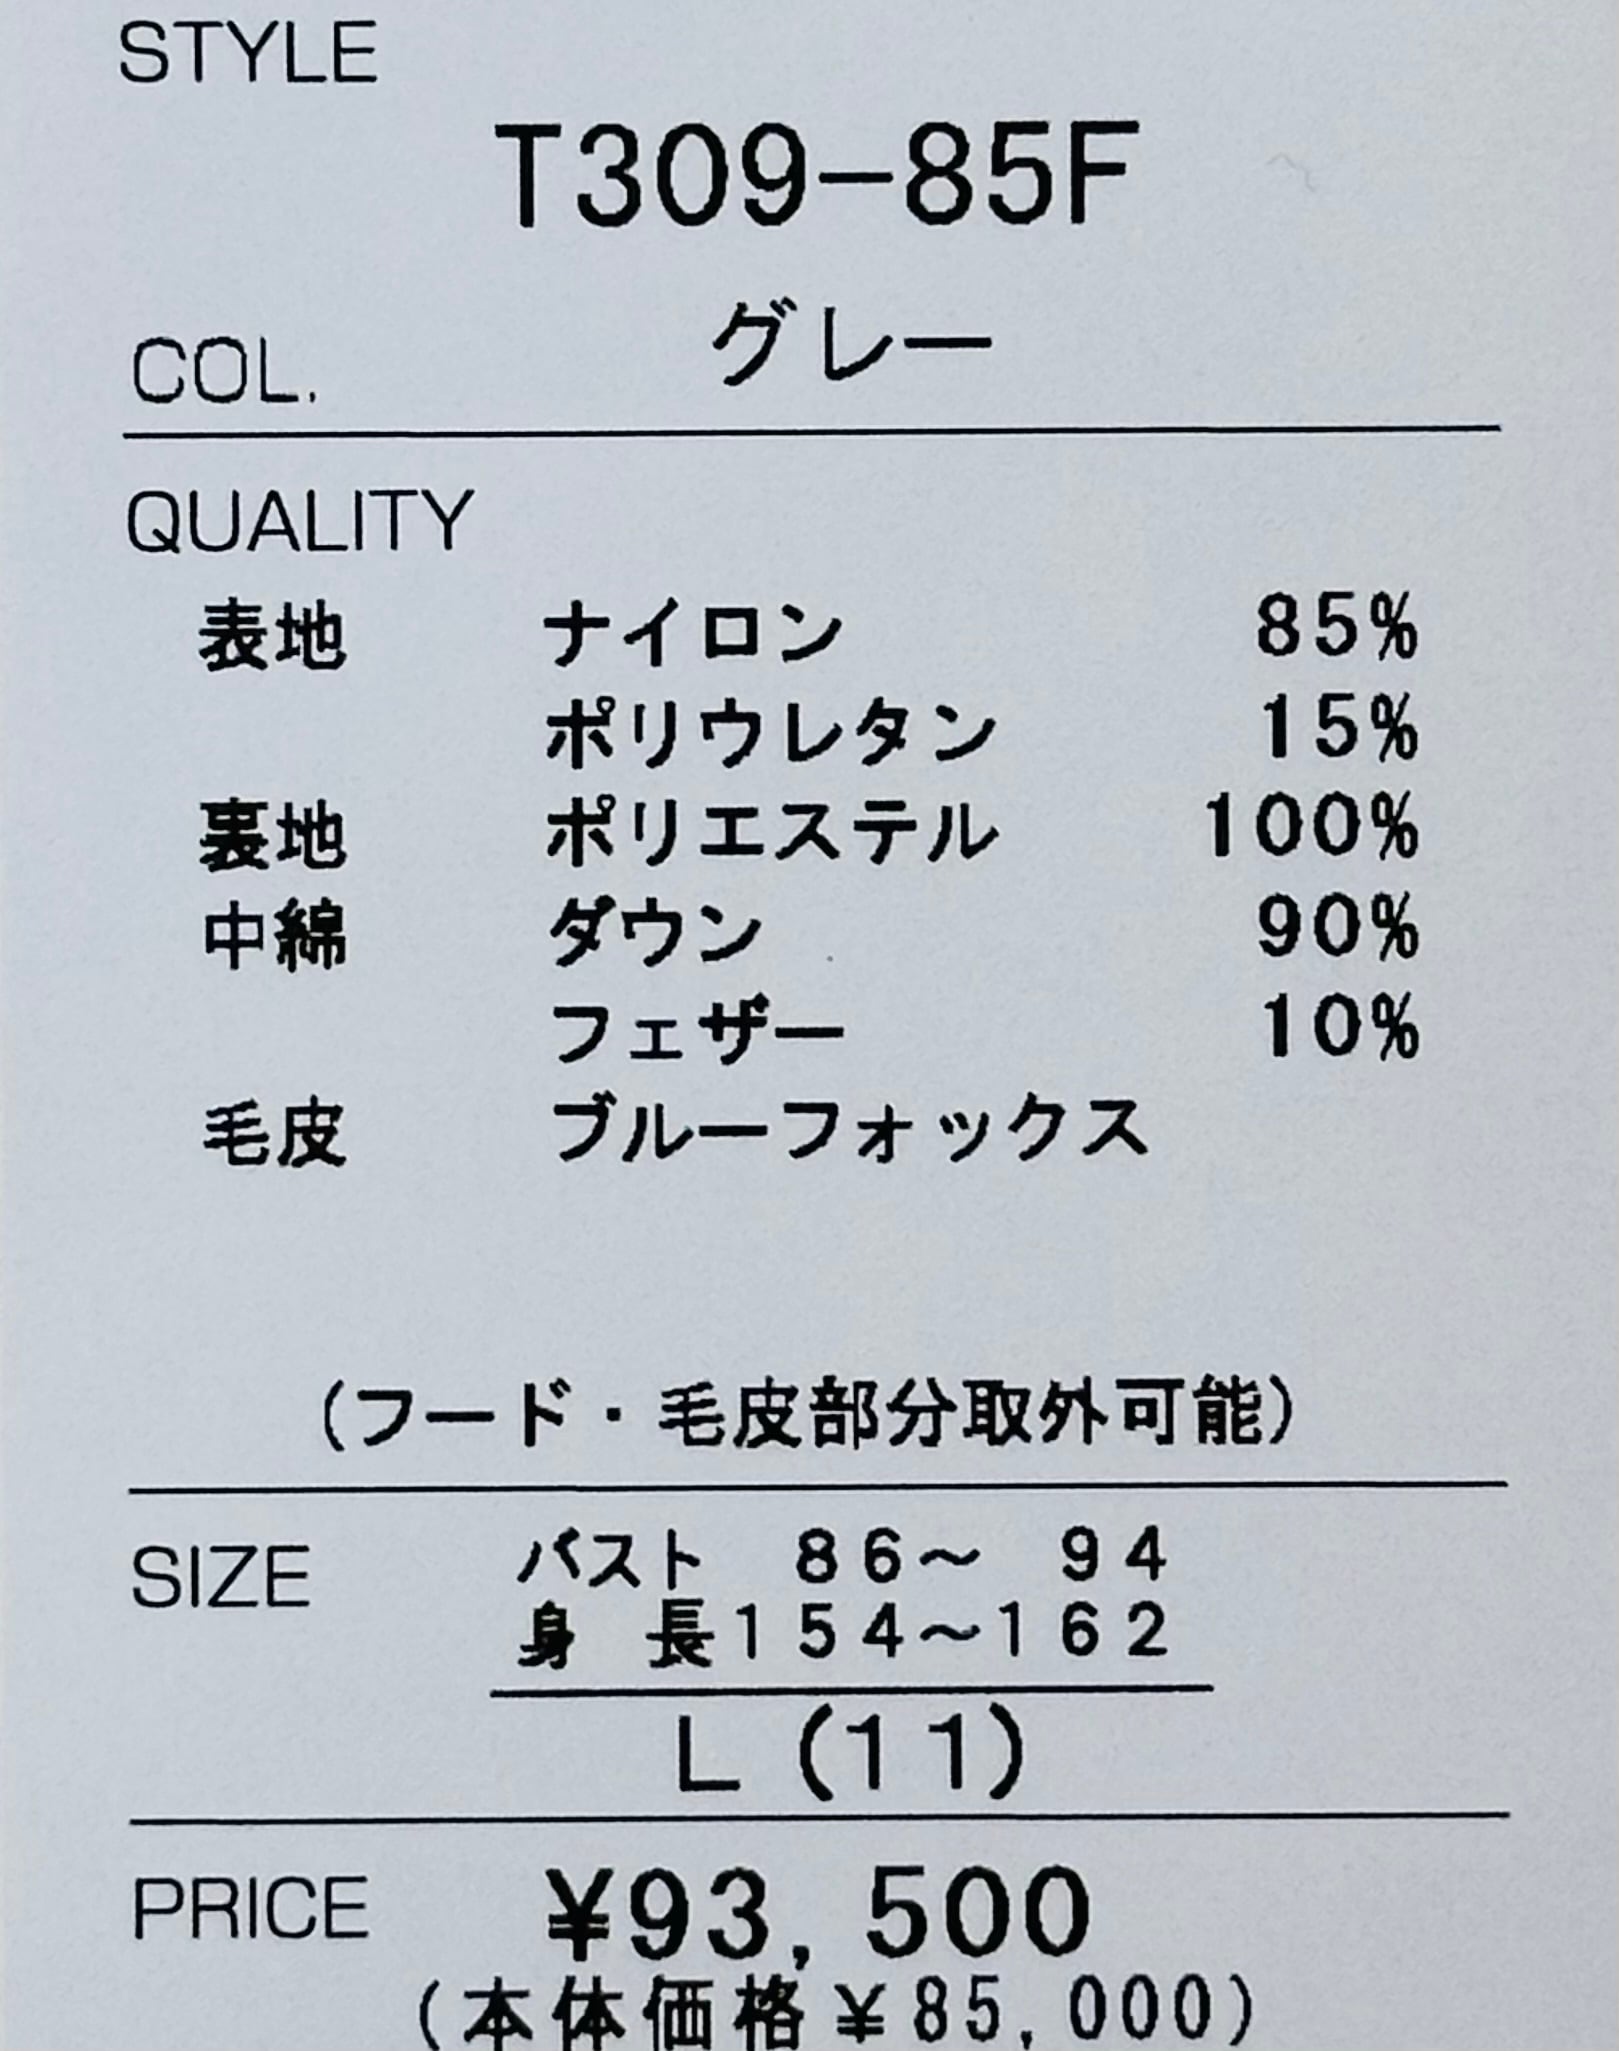 STYLE
T309-85F
COL. グレー
QUALITY
表地 ナイロン 85%
ポリウレタン 15%
裏地 ポリエステル 100%
中綿 ダウン 90%
フェザー 10%
毛皮 ブルーフォックス
(フード・毛皮部分取外可能)
SIZE バスト 86~ 94
身 長154~162
L(11)
PRICE ¥93,500
(本体価格¥85,000)